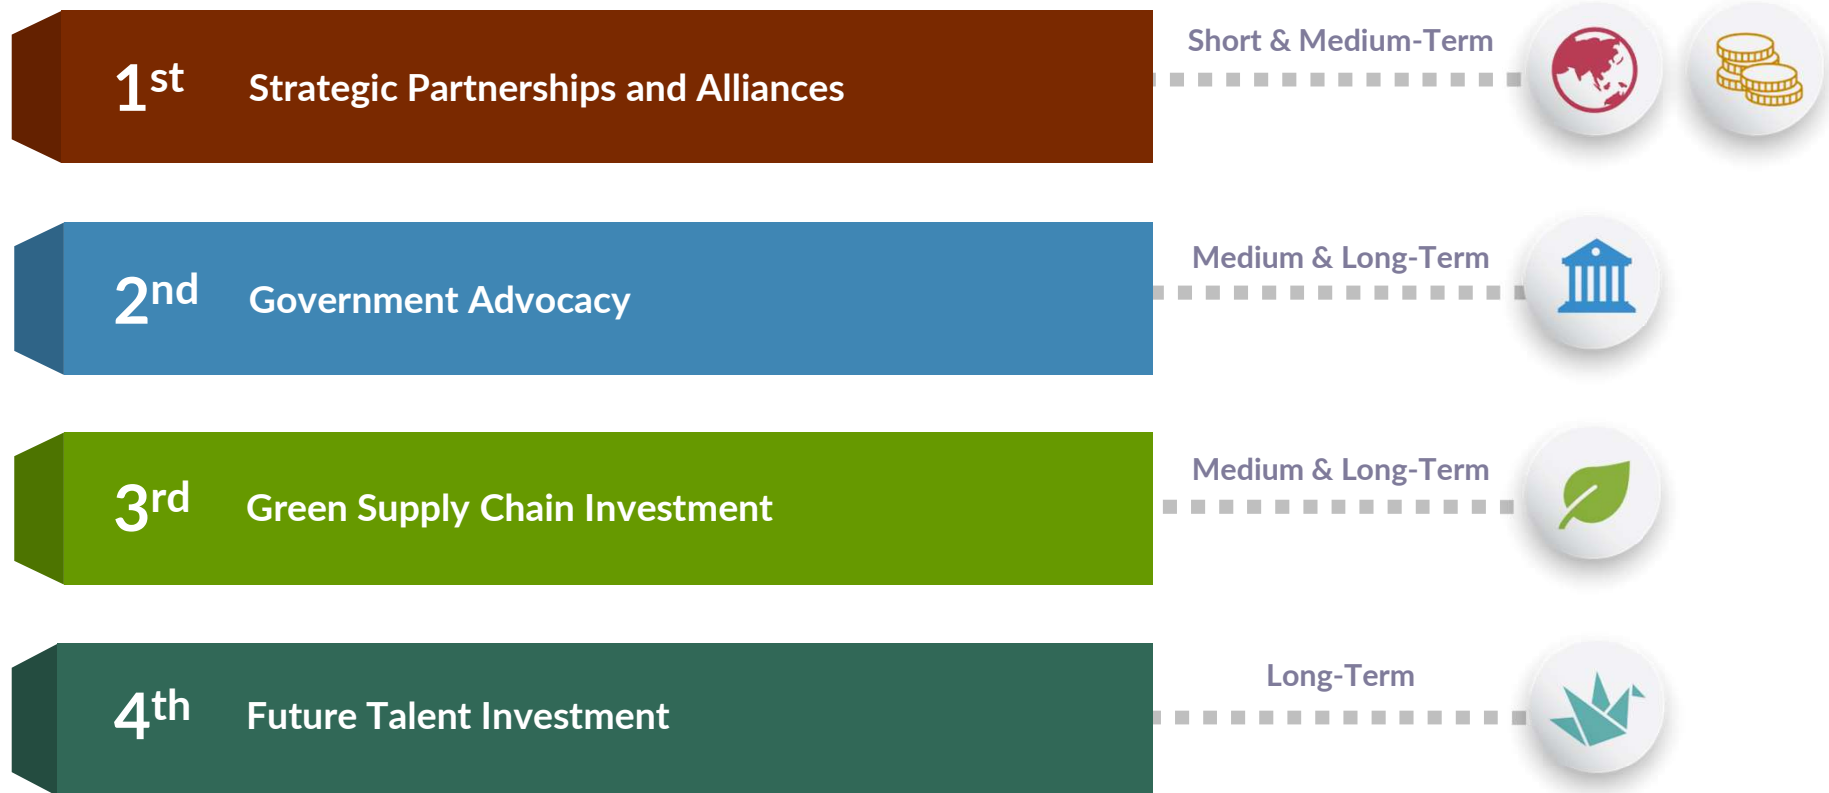 1st Strategic Partnerships and Alliances Short & Medium-Term
2nd Government Advocacy Medium & Long-Term
3rd Green Supply Chain Investment Medium & Long-Term
4th Future Talent Investment Long-Term